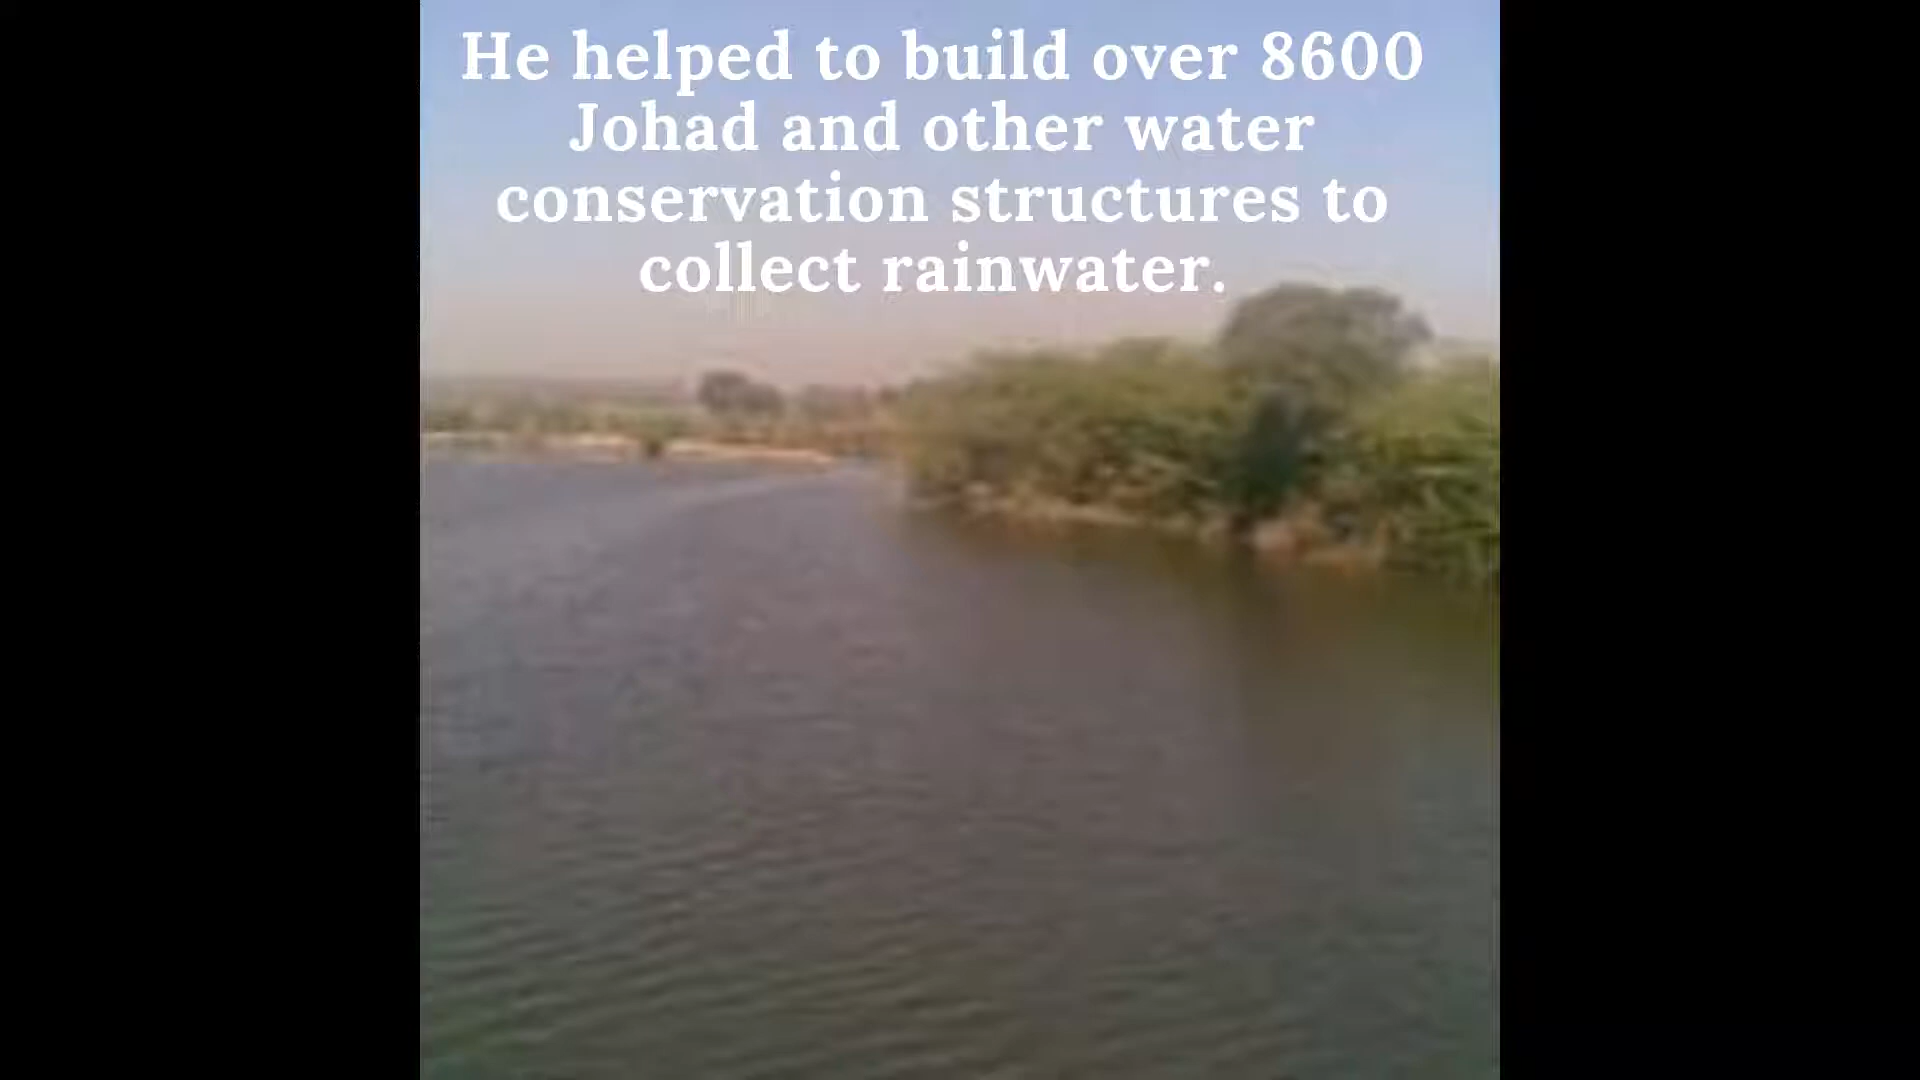 He helped to build over 8600
Johad and other water
conservation structures to
collect rainwater.